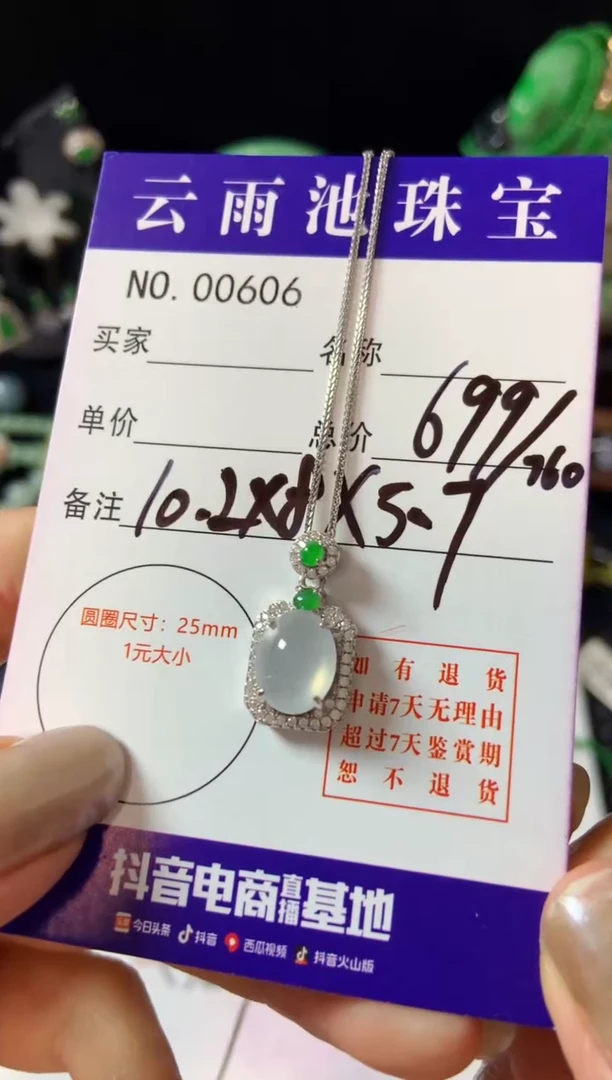 云雨池珠宝
NO. 00606
买家 名称
单价 总价 699/760
备注 10.2X8X5.7
圆圈尺寸：25mm
1元大小
如有退货
申请7天无理由
超过7天鉴赏期
恕不退货
抖音电商直播基地
今日头条 抖音 西瓜视频 抖音火山版